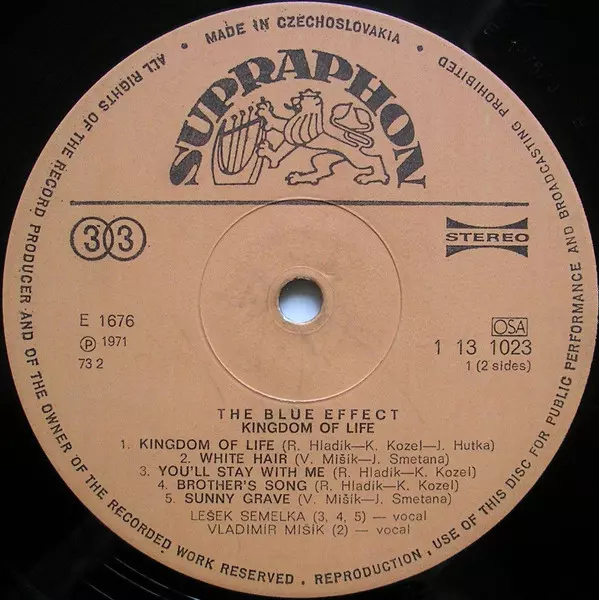 MADE IN CZECHOSLOVAKIA
ALL RIGHTS OF THE RECORD PRODUCER AND OF THE OWNER OF THE RECORDED WORK RESERVED . REPRODUCTION, USE OF THIS DISC FOR PUBLIC PERFORMANCE AND BROADCASTING PROHIBITED
SUPRAPHON
33
STEREO
E 1676
Ⓟ 1971
73 2
OSA
1 13 1023
1 (2 sides)
THE BLUE EFFECT
KINGDOM OF LIFE
1. KINGDOM OF LIFE (R. Hladík—K. Kozel—J. Hutka)
2. WHITE HAIR (V. Mišík—J. Smetana)
3. YOU'LL STAY WITH ME (R. Hladík—K. Kozel)
4. BROTHER'S SONG (R. Hladík—K. Kozel)
5. SUNNY GRAVE (V. Mišík—J. Smetana)
LEŠEK SEMELKA (3, 4, 5) — vocal
VLADIMÍR MIŠÍK (2) — vocal